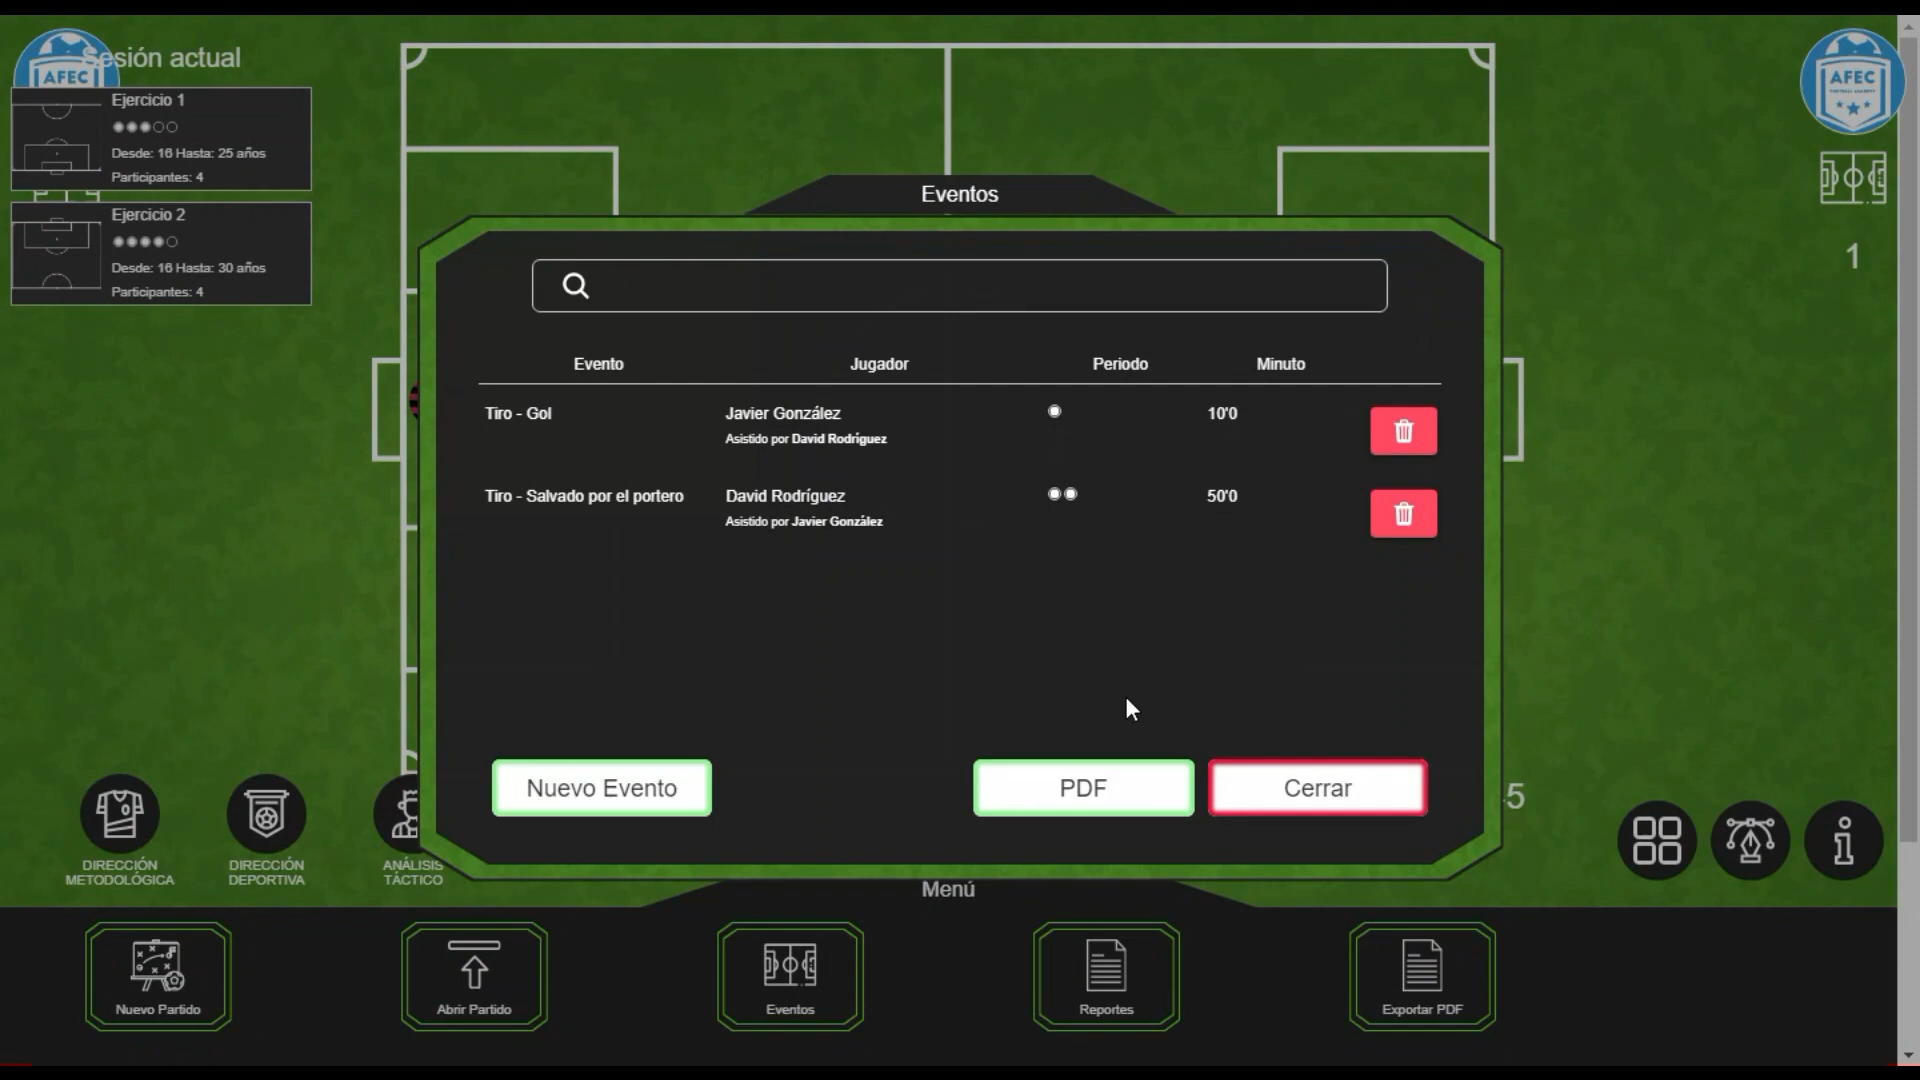 Sesión actual
AFEC
Ejercicio 1
Desde: 16 Hasta: 25 años
Participantes: 4
Ejercicio 2
Desde: 16 Hasta: 30 años
Participantes: 4
AFEC
FOOTBALL ACADEMY
1
Eventos
Evento Jugador Periodo Minuto
Tiro - Gol Javier González 10'0
Asistido por David Rodríguez
Tiro - Salvado por el portero David Rodríguez 50'0
Asistido por Javier González
Nuevo Evento PDF Cerrar
5
DIRECCIÓN
METODOLÓGICA
DIRECCIÓN
DEPORTIVA
ANÁLISIS
TÁCTICO
Menú
Nuevo Partido
Abrir Partido
Eventos
Reportes
Exportar PDF